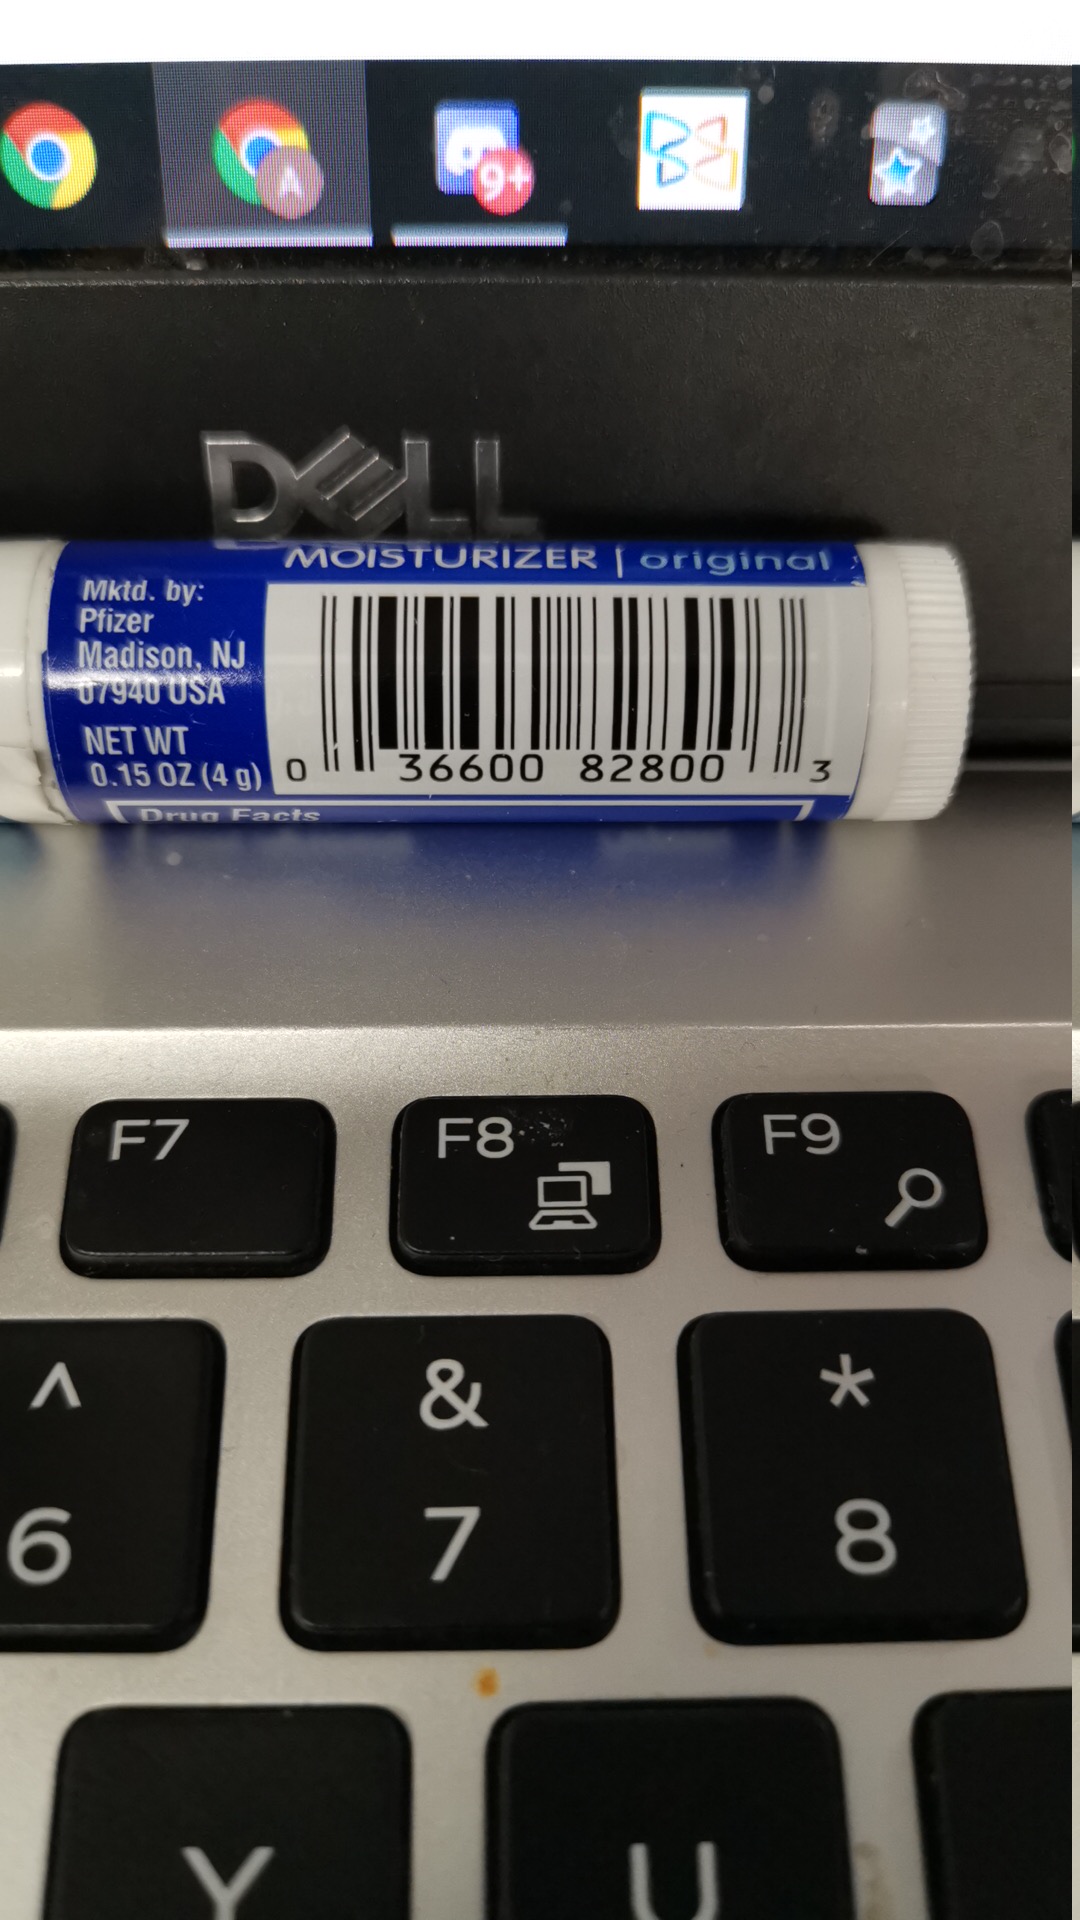 A
9+
DELL
MOISTURIZER | original
Mktd. by:
Pfizer
Madison, NJ
07940 USA
NET WT
0.15 OZ (4 g)
0 36600 82800 3
Drug Facts
F7 F8 F9
^ & *
6 7 8
Y U